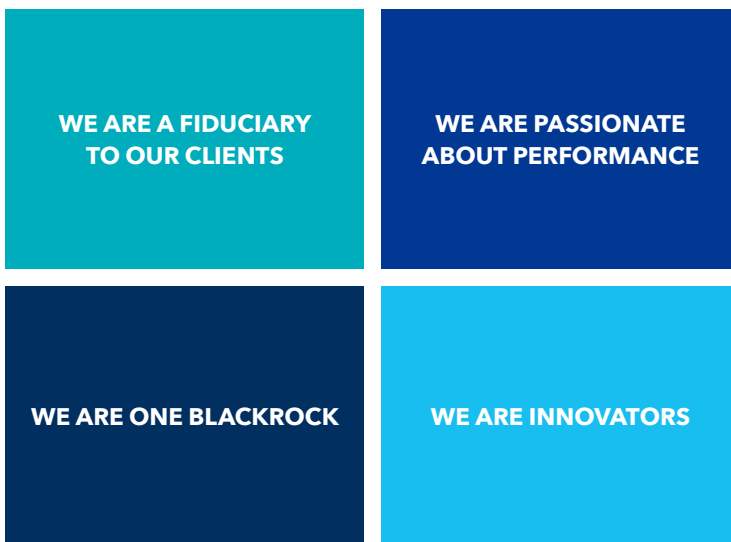 WE ARE A FIDUCIARY
TO OUR CLIENTS
WE ARE PASSIONATE
ABOUT PERFORMANCE
WE ARE ONE BLACKROCK
WE ARE INNOVATORS